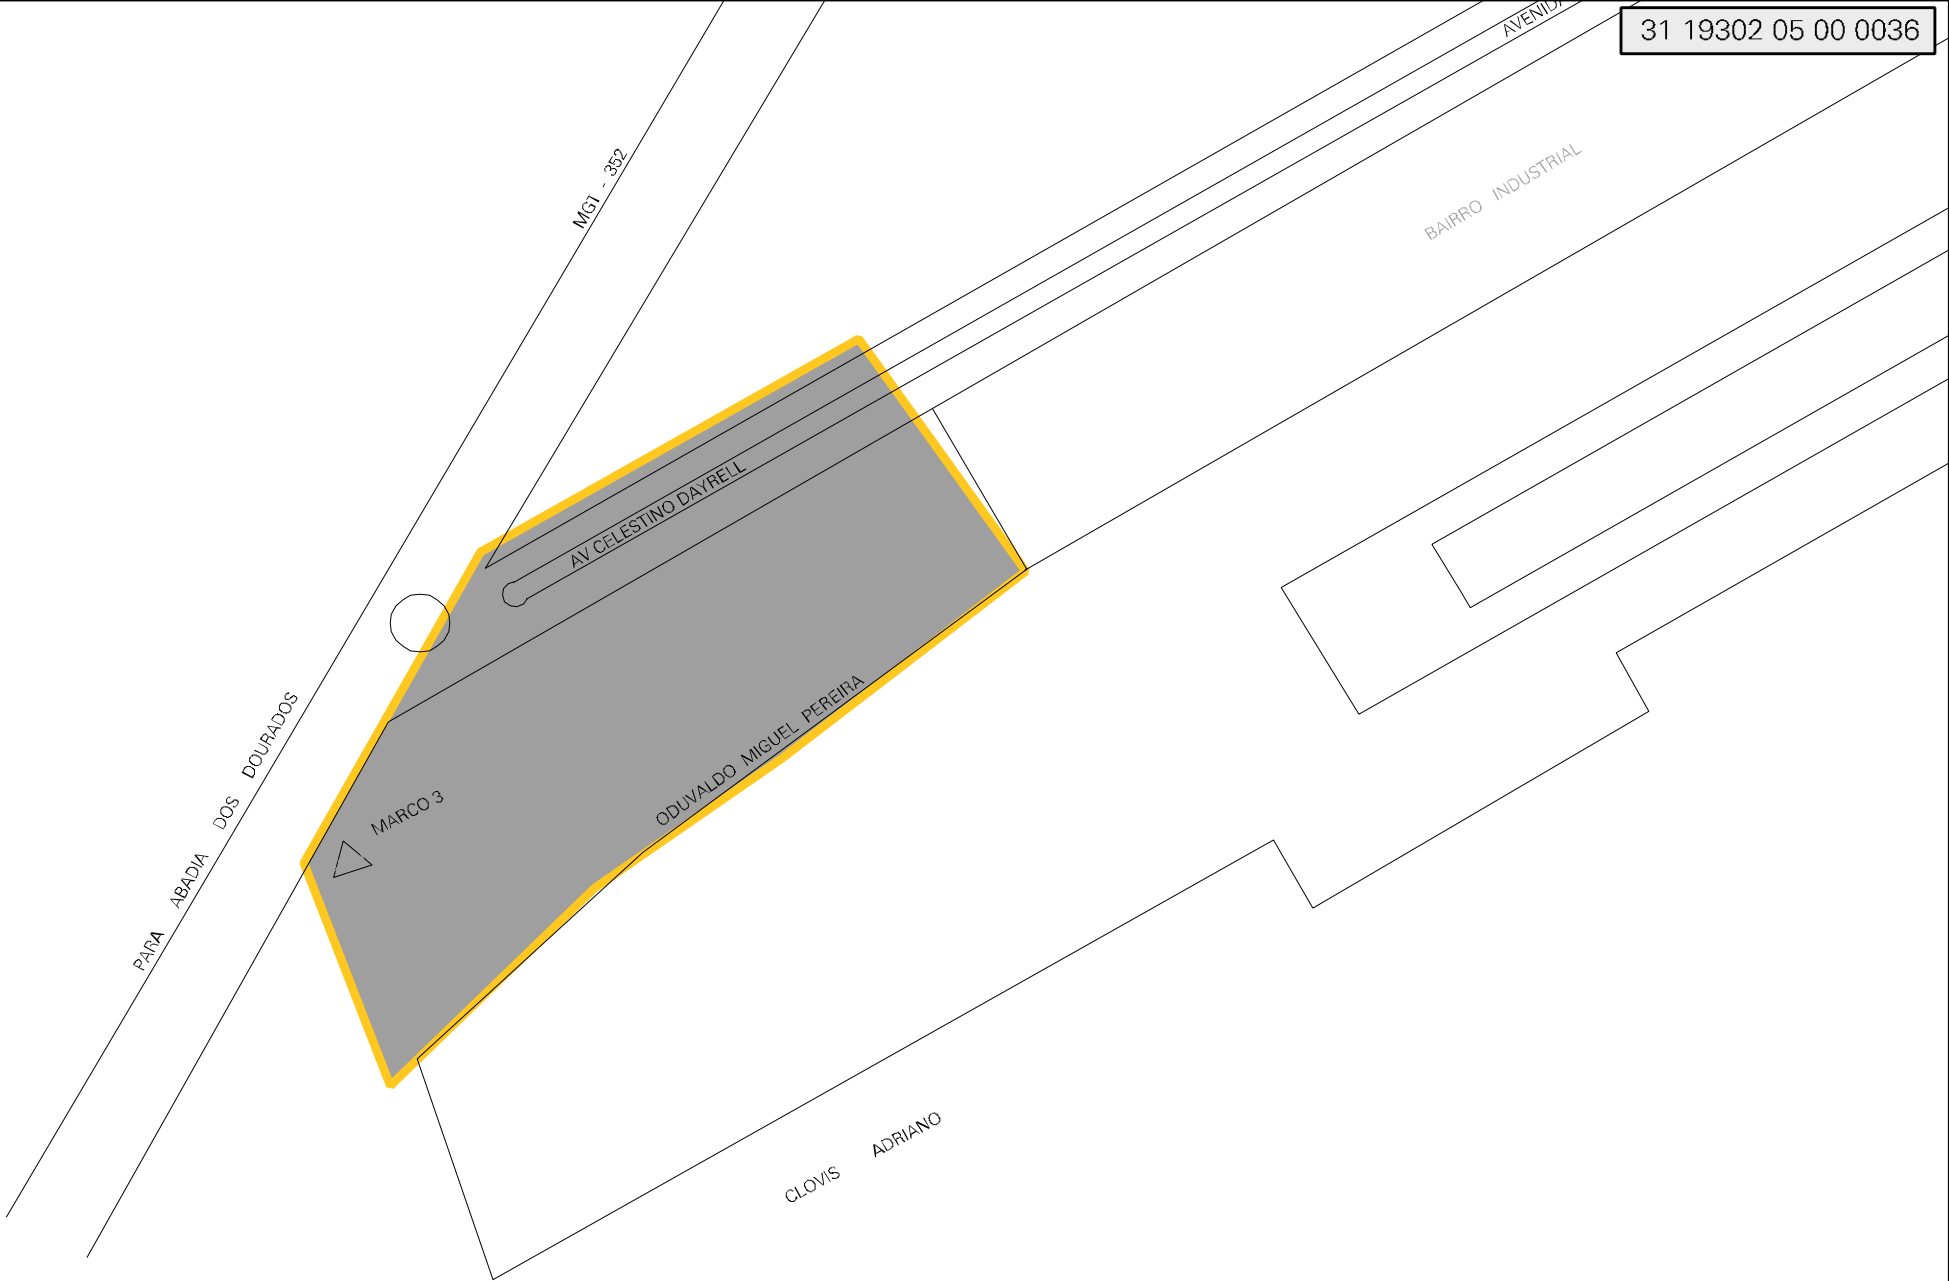 AVENIDA
31 19302 05 00 0036
MGT - 352
BAIRRO INDUSTRIAL
AV CELESTINO DAYRELL
PARA ABADIA DOS DOURADOS
ODUVALDO MIGUEL PEREIRA
MARCO 3
CLOVIS ADRIANO